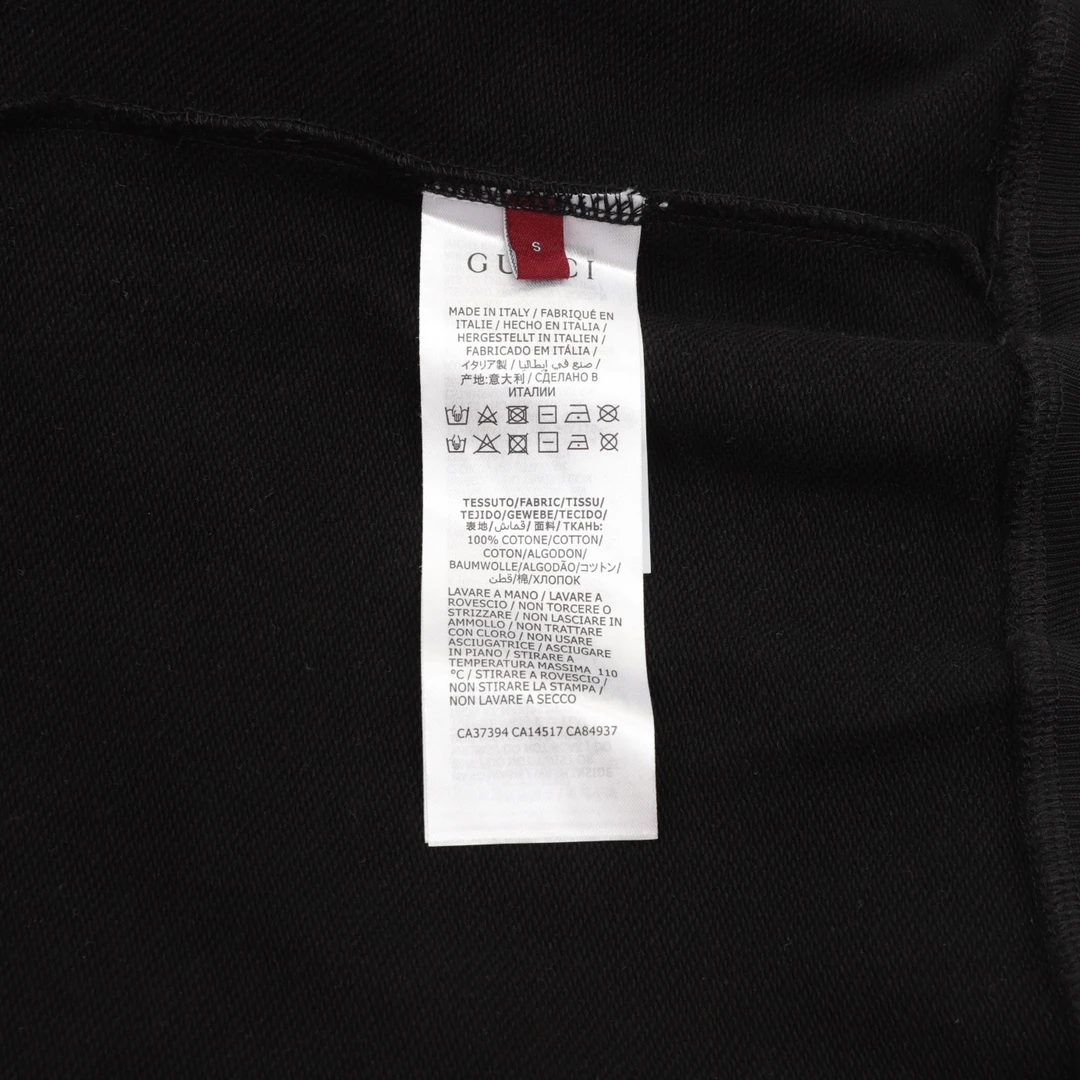 S
GUCCI
MADE IN ITALY / FABRIQUÉ EN
ITALIE / HECHO EN ITALIA /
HERGESTELLT IN ITALIEN /
FABRICADO EM ITÁLIA /
イタリア製 / صنع في إيطاليا /
产地:意大利 / СДЕЛАНО В
ИТАЛИИ
TESSUTO/FABRIC/TISSU/
TEJIDO/GEWEBE/TECIDO/
表地/قماش/ 面料/ ТКАНЬ:
100% COTONE/COTTON/
COTON/ALGODON/
BAUMWOLLE/ALGODÃO/コットン/
قطن/棉/ХЛОПОК
LAVARE A MANO / LAVARE A
ROVESCIO / NON TORCERE O
STRIZZARE / NON LASCIARE IN
AMMOLLO / NON TRATTARE
CON CLORO / NON USARE
ASCIUGATRICE / ASCIUGARE
IN PIANO / STIRARE A
TEMPERATURA MASSIMA 110
°C / STIRARE A ROVESCIO /
NON STIRARE LA STAMPA /
NON LAVARE A SECCO
CA37394 CA14517 CA84937